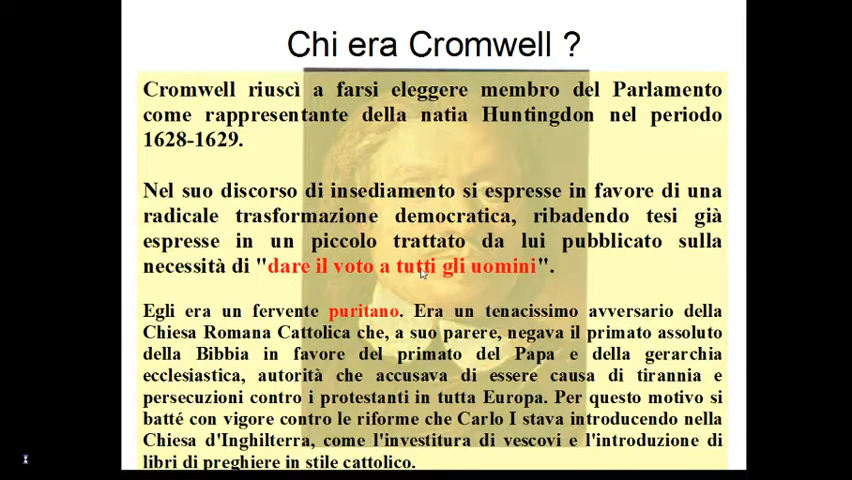 Chi era Cromwell ?
Cromwell riuscì a farsi eleggere membro del Parlamento
come rappresentante della natia Huntingdon nel periodo
1628-1629.
Nel suo discorso di insediamento si espresse in favore di una
radicale trasformazione democratica, ribadendo tesi già
espresse in un piccolo trattato da lui pubblicato sulla
necessità di "dare il voto a tutti gli uomini".
Egli era un fervente puritano. Era un tenacissimo avversario della
Chiesa Romana Cattolica che, a suo parere, negava il primato assoluto
della Bibbia in favore del primato del Papa e della gerarchia
ecclesiastica, autorità che accusava di essere causa di tirannia e
persecuzioni contro i protestanti in tutta Europa. Per questo motivo si
batté con vigore contro le riforme che Carlo I stava introducendo nella
Chiesa d'Inghilterra, come l'investitura di vescovi e l'introduzione di
libri di preghiere in stile cattolico.